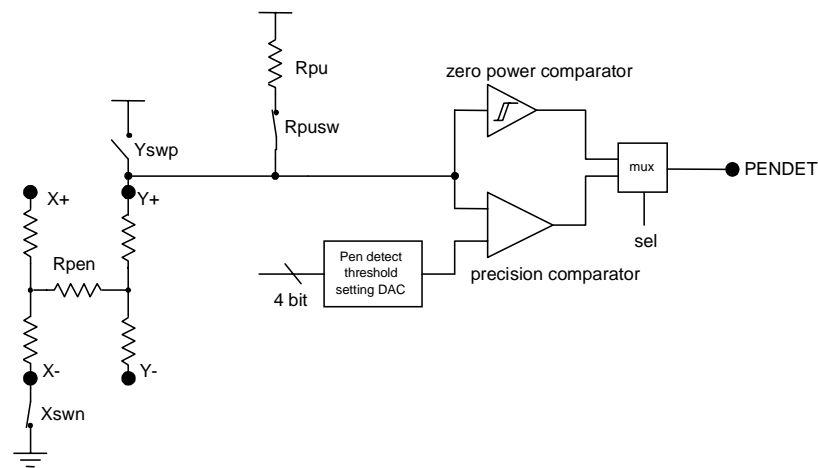 Rpu
zero power comparator
Rpusw
Yswp
mux
PENDET
X+
Y+
sel
Rpen
Pen detect
threshold
setting DAC
precision comparator
4 bit
X-
Y-
Xswn